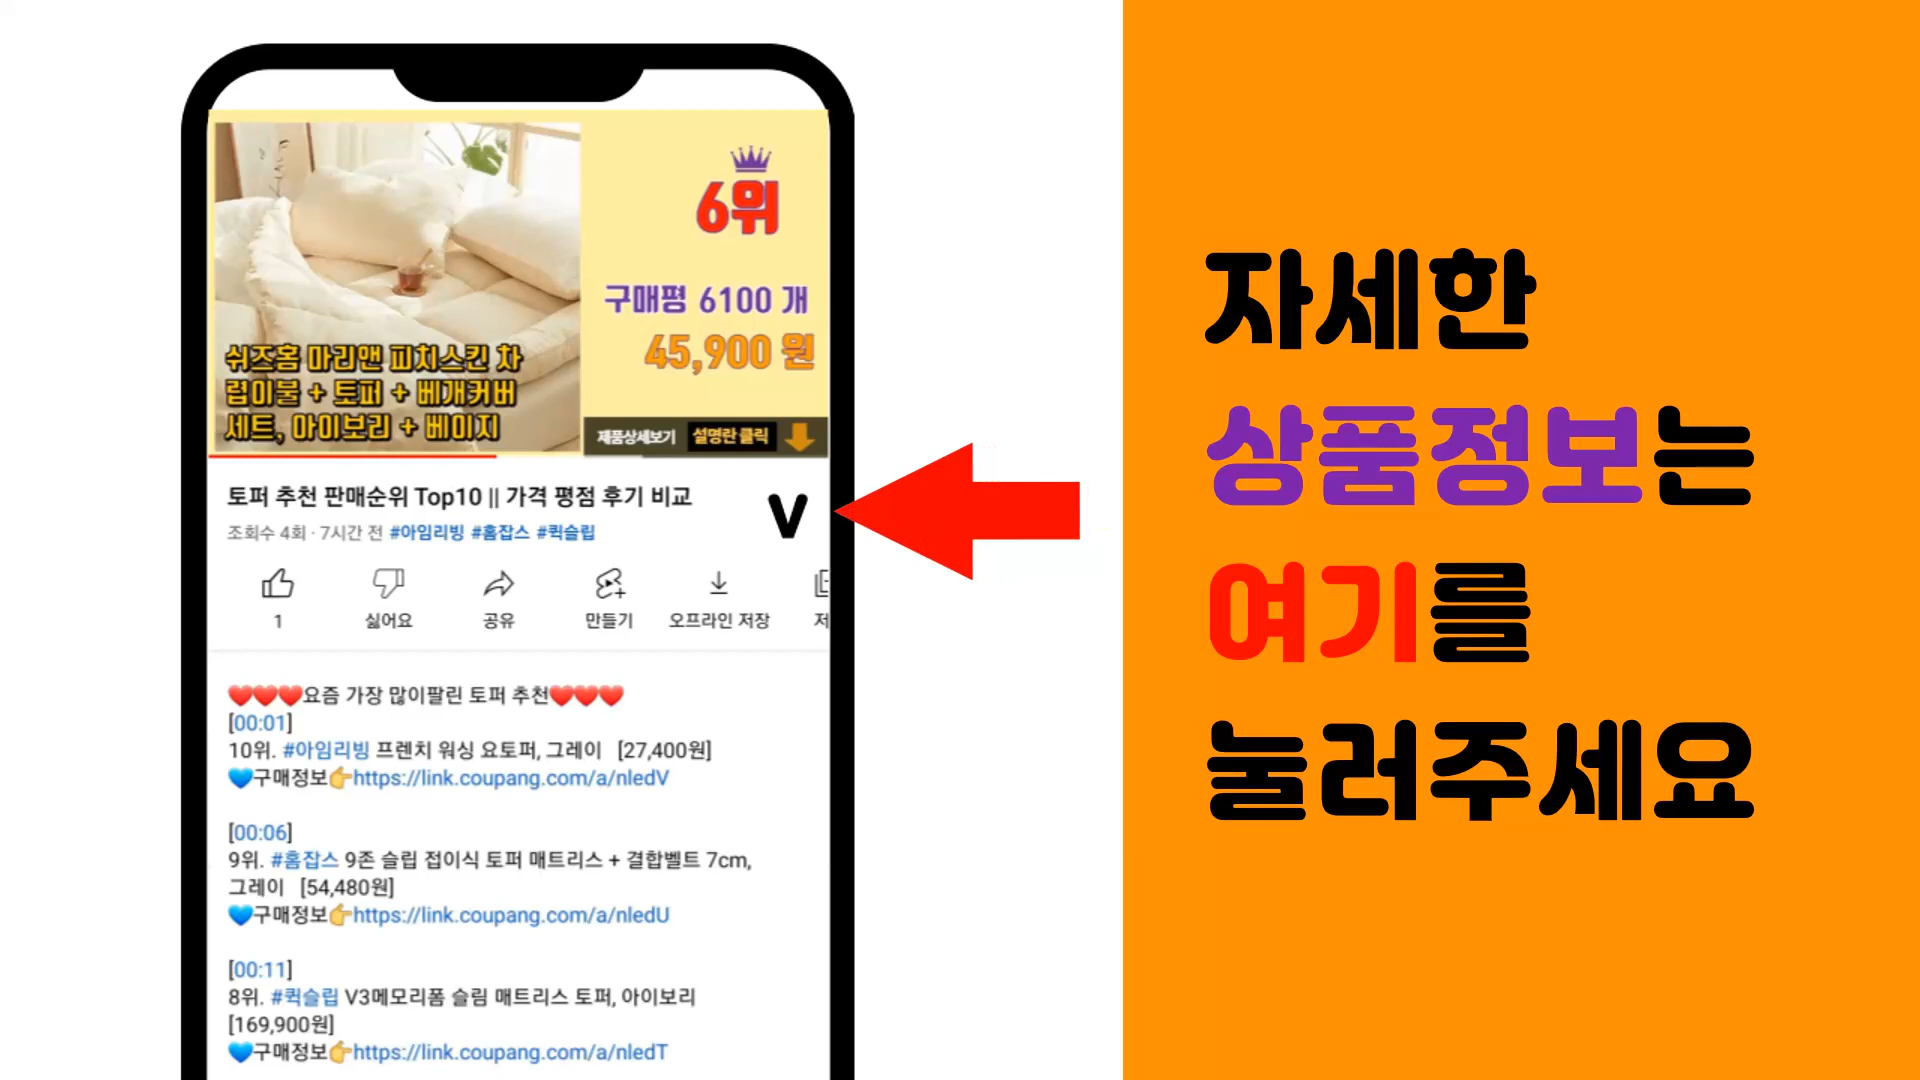 6위
구매평 6100 개
45,900 원
쉬즈홈 마리앤 피치스킨 차
렵이불 + 토퍼 + 베개커버
세트, 아이보리 + 베이지
제품상세보기 설명란 클릭
토퍼 추천 판매순위 Top10 || 가격 평점 후기 비교
V
조회수 4회 · 7시간 전 #아임리빙 #홈잡스 #퀵슬립
1 싫어요 공유 만들기 오프라인 저장 저
❤️❤️❤️요즘 가장 많이팔린 토퍼 추천❤️❤️❤️
[00:01]
10위. #아임리빙 프렌치 워싱 요토퍼, 그레이 [27,400원]
💙구매정보👉https://link.coupang.com/a/nledV
[00:06]
9위. #홈잡스 9존 슬립 접이식 토퍼 매트리스 + 결합벨트 7cm,
그레이 [54,480원]
💙구매정보👉https://link.coupang.com/a/nledU
[00:11]
8위. #퀵슬립 V3메모리폼 슬림 매트리스 토퍼, 아이보리
[169,900원]
💙구매정보👉https://link.coupang.com/a/nledT
자세한
상품정보는
여기를
눌러주세요